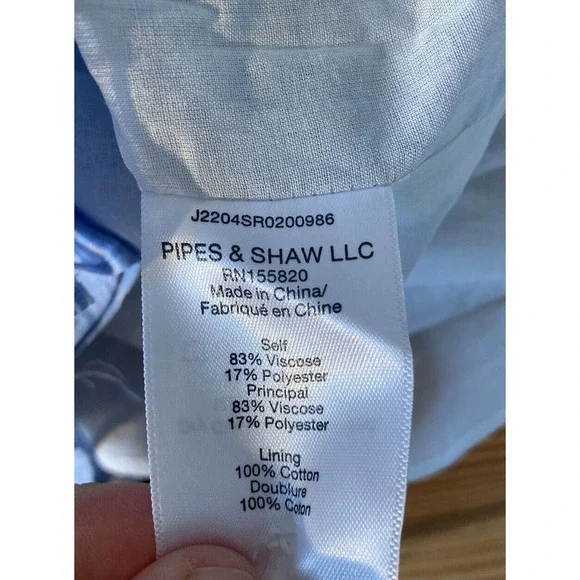 J2204SR0200986
PIPES & SHAW LLC
RN155820
Made in China/
Fabriqué en Chine
Self
83% Viscose
17% Polyester
Principal
83% Viscose
17% Polyester
Lining
100% Cotton
Doublure
100% Coton